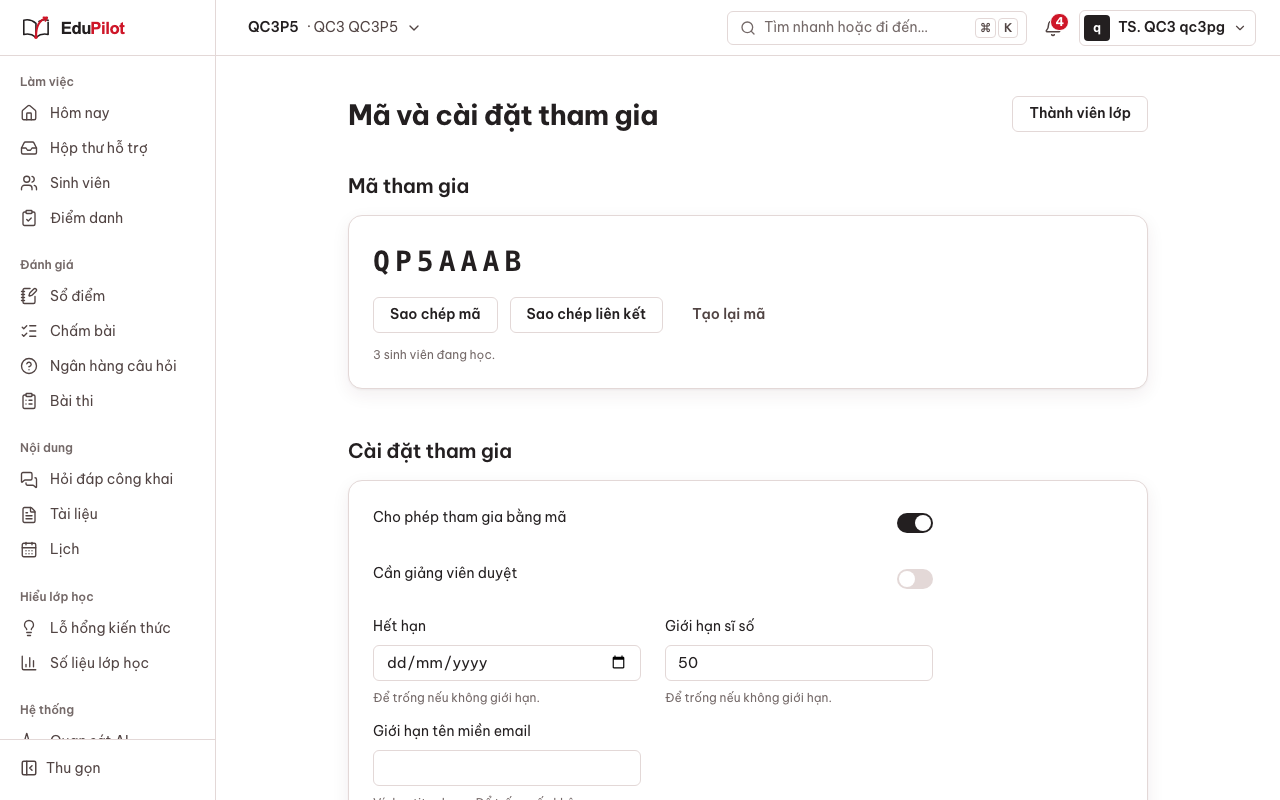 EduPilot
QC3P5 · QC3 QC3P5
Tìm nhanh hoặc đi đến...
⌘ K
4
q TS. QC3 qc3pg
Làm việc
Hôm nay
Hộp thư hỗ trợ
Sinh viên
Điểm danh
Đánh giá
Sổ điểm
Chấm bài
Ngân hàng câu hỏi
Bài thi
Nội dung
Hỏi đáp công khai
Tài liệu
Lịch
Hiểu lớp học
Lỗ hổng kiến thức
Số liệu lớp học
Hệ thống
Thu gọn
Mã và cài đặt tham gia
Thành viên lớp
Mã tham gia
QP5AAAB
Sao chép mã
Sao chép liên kết
Tạo lại mã
3 sinh viên đang học.
Cài đặt tham gia
Cho phép tham gia bằng mã
Cần giảng viên duyệt
Hết hạn
Giới hạn sĩ số
dd/mm/yyyy
50
Để trống nếu không giới hạn.
Để trống nếu không giới hạn.
Giới hạn tên miền email